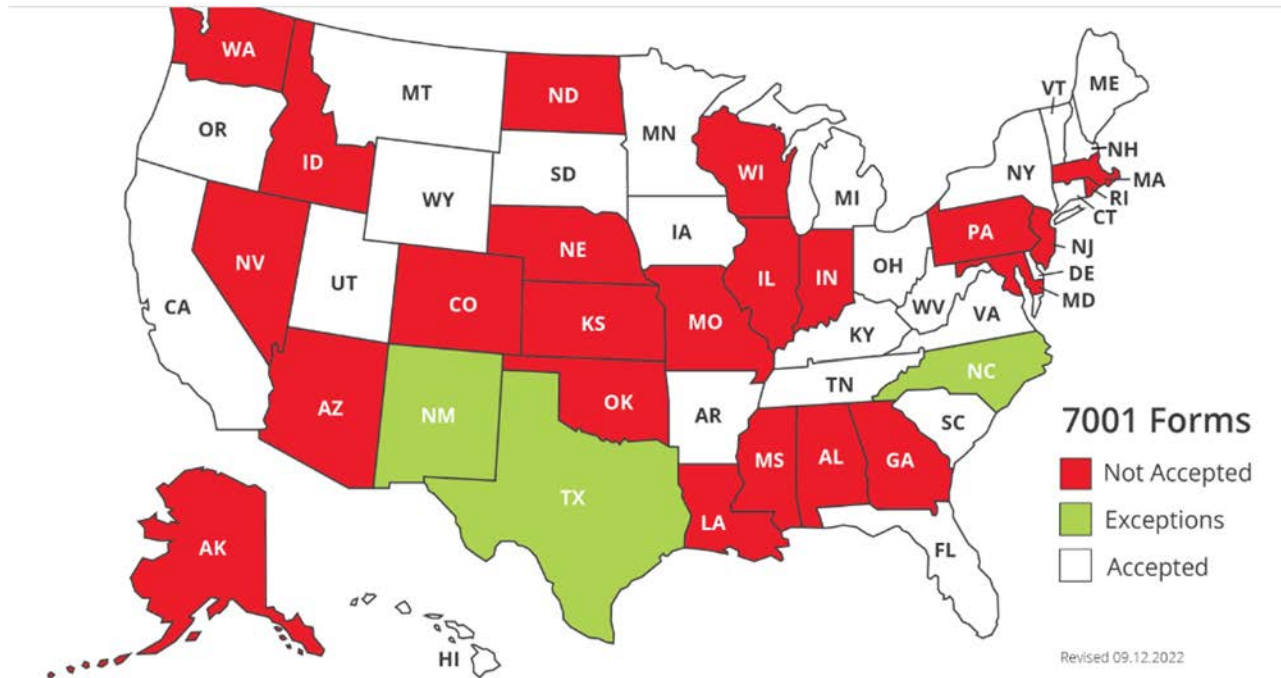 WA
MT
ND
MN
VT
ME
OR
ID
SD
WI
NY
NH
MA
RI
CT
WY
MI
IA
PA
NJ
NE
NV
UT
CO
IL
IN
OH
DE
MD
CA
KS
MO
WV
VA
KY
AZ
NM
OK
AR
TN
NC
SC
TX
LA
MS
AL
GA
FL
AK
HI
7001 Forms
Not Accepted
Exceptions
Accepted
Revised 09.12.2022